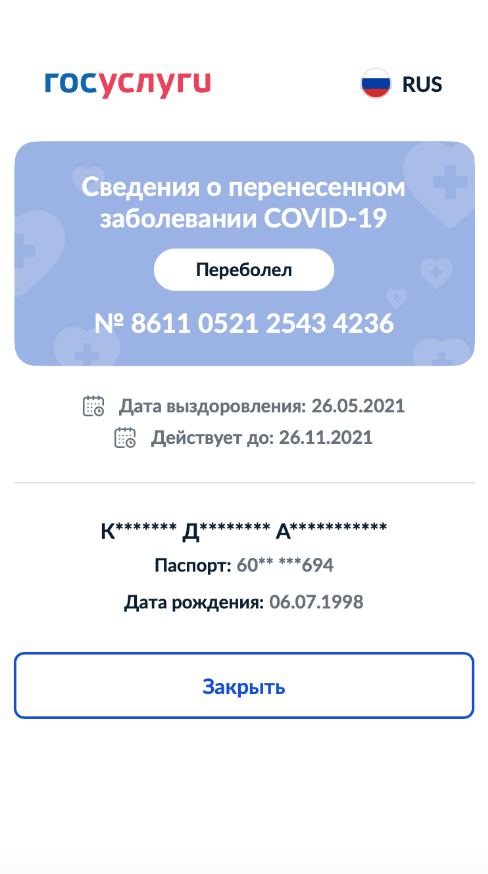 госуслуги
RUS
Сведения о перенесенном
заболевании COVID-19
Переболел
№ 8611 0521 2543 4236
Дата выздоровления: 26.05.2021
Действует до: 26.11.2021
К******* Д******** А***********
Паспорт: 60** ***694
Дата рождения: 06.07.1998
Закрыть